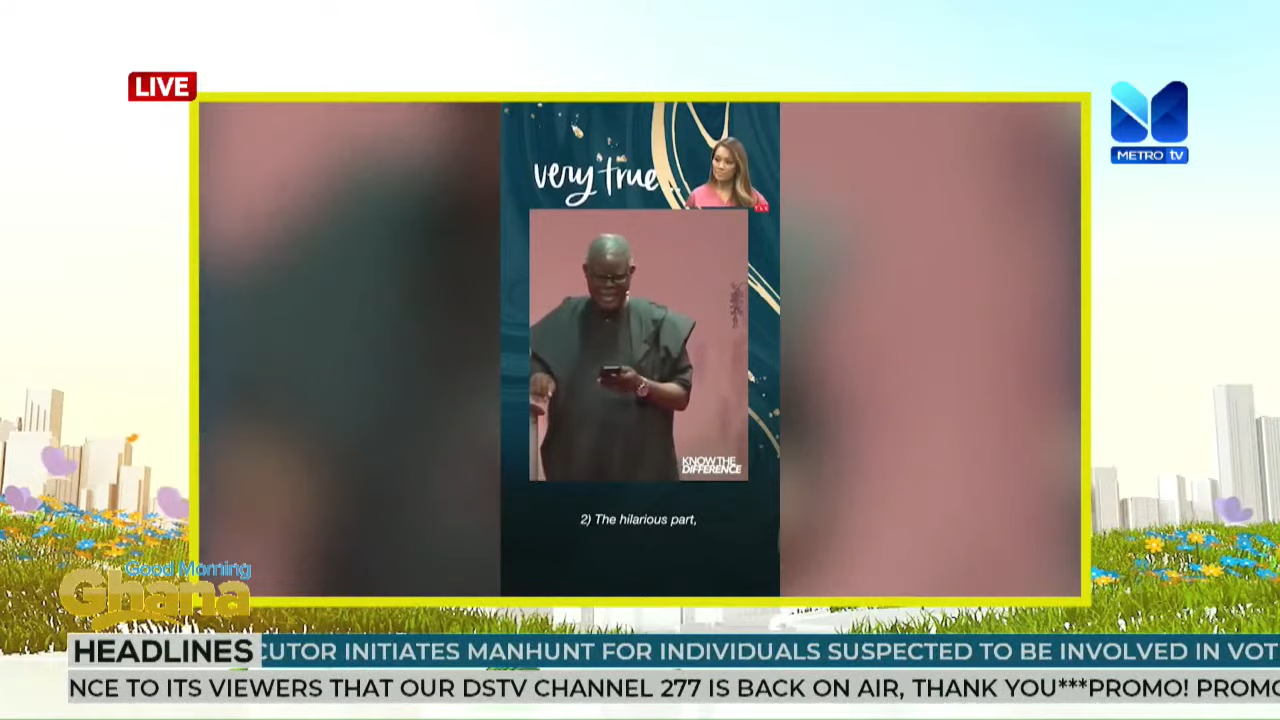 LIVE
METRO tv
very true
KNOW THE
DIFFERENCE
2) The hilarious part,
Good Morning
Ghana
HEADLINES
CUTOR INITIATES MANHUNT FOR INDIVIDUALS SUSPECTED TO BE INVOLVED IN VOT
NCE TO ITS VIEWERS THAT OUR DSTV CHANNEL 277 IS BACK ON AIR, THANK YOU***PROMO! PROMO